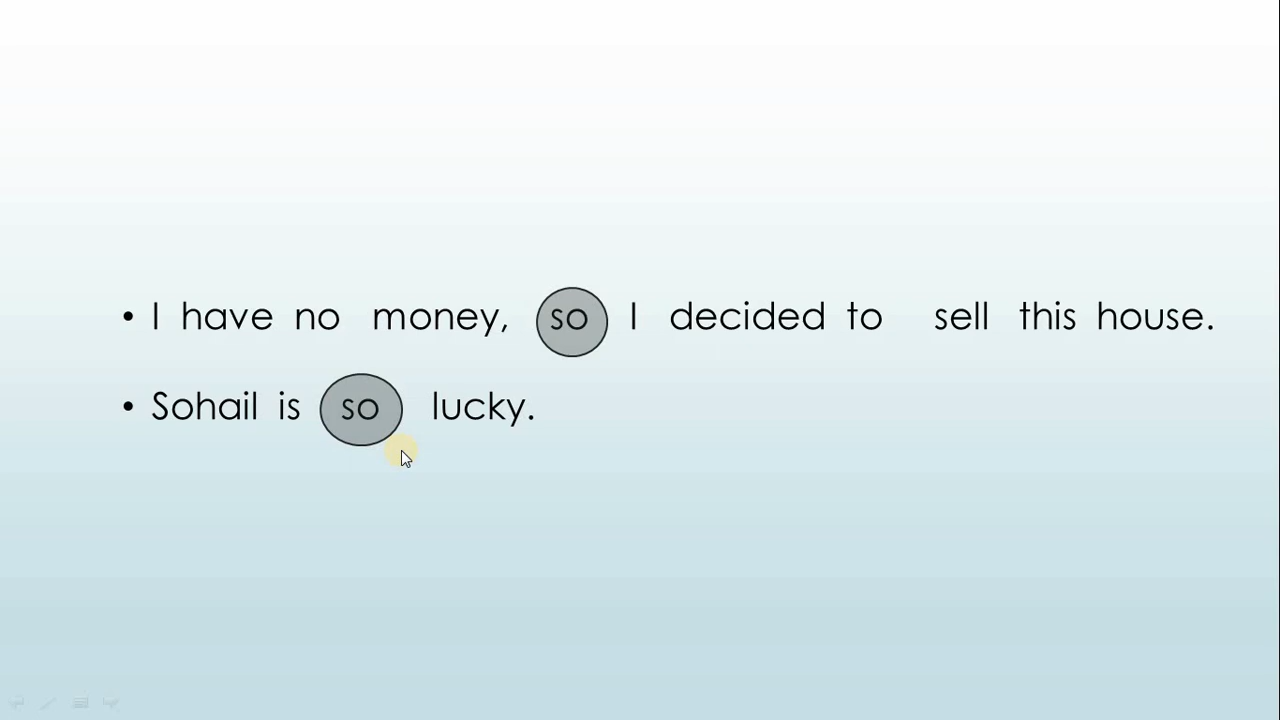 • I have no money, so I decided to sell this house.
• Sohail is so lucky.